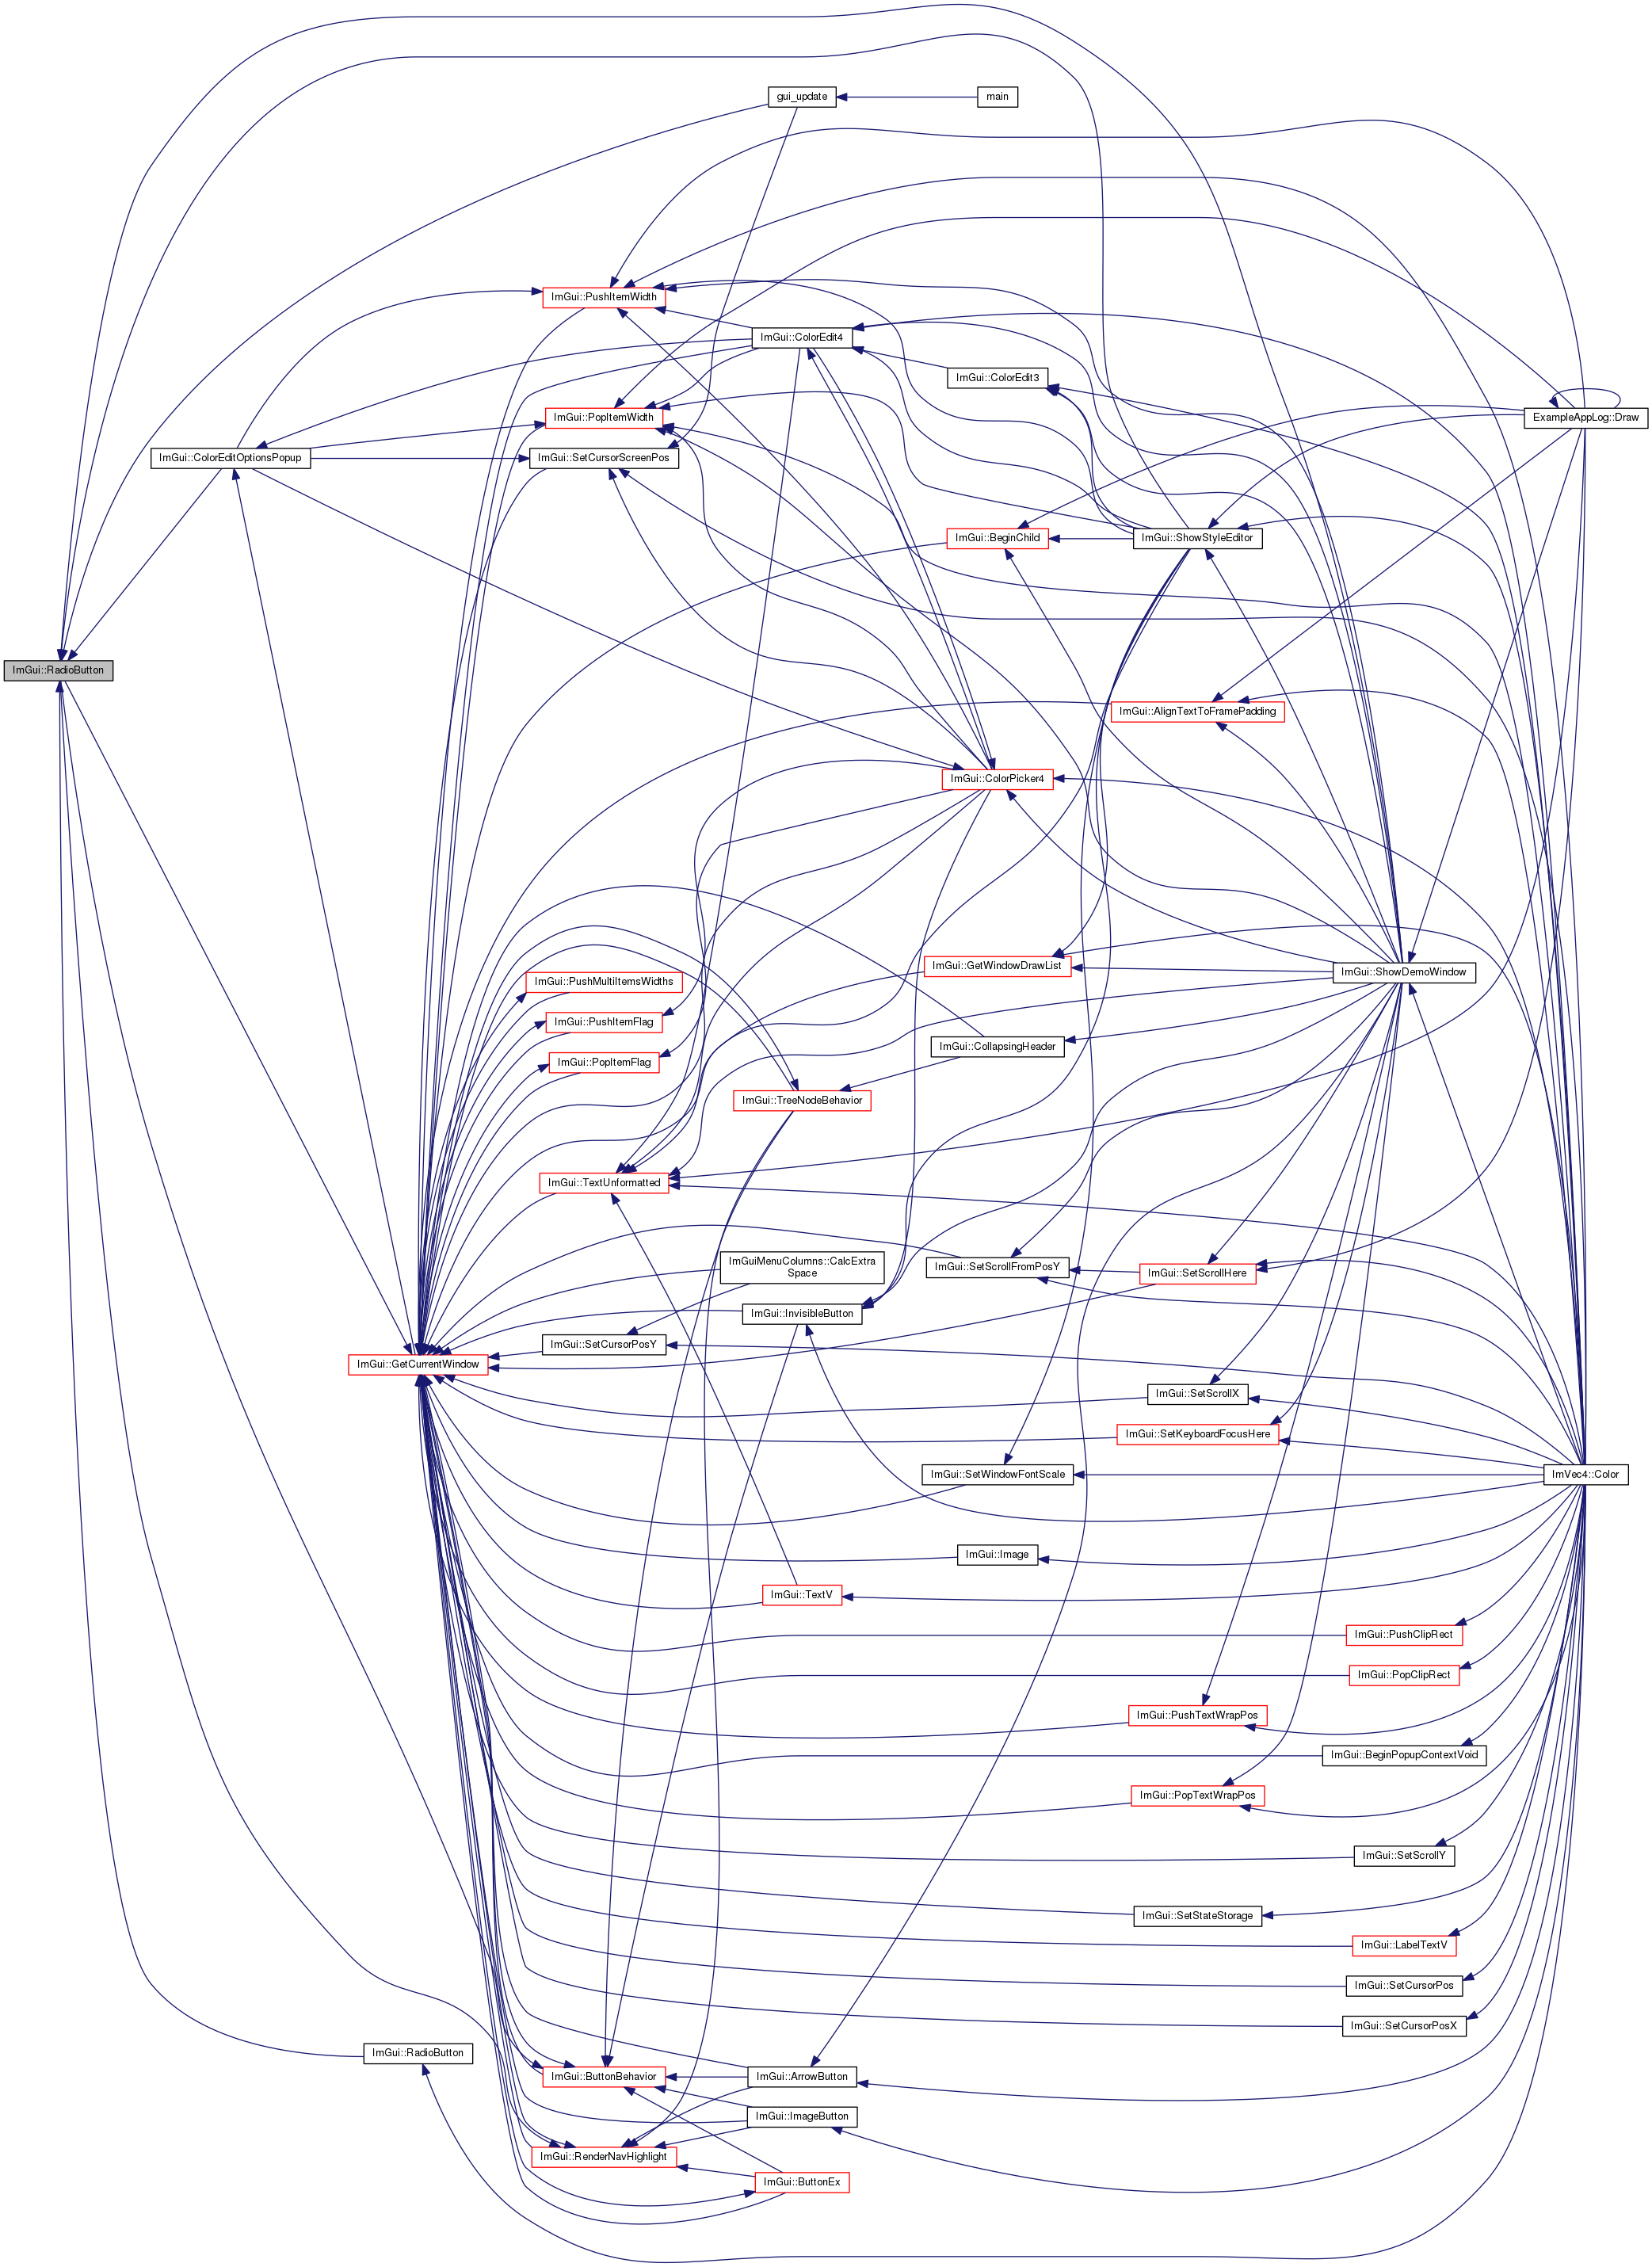 gui_update
main
ImGui::PushItemWidth
ImGui::ColorEdit4
ImGui::ColorEdit3
ImGui::PopItemWidth
ExampleAppLog::Draw
ImGui::ColorEditOptionsPopup
ImGui::SetCursorScreenPos
ImGui::BeginChild
ImGui::ShowStyleEditor
ImGui::RadioButton
ImGui::AlignTextToFramePadding
ImGui::ColorPicker4
ImGui::GetWindowDrawList
ImGui::ShowDemoWindow
ImGui::PushMultiItemsWidths
ImGui::PushItemFlag
ImGui::CollapsingHeader
ImGui::PopItemFlag
ImGui::TreeNodeBehavior
ImGui::TextUnformatted
ImGuiMenuColumns::CalcExtra
Space
ImGui::SetScrollFromPosY
ImGui::SetScrollHere
ImGui::InvisibleButton
ImGui::SetCursorPosY
ImGui::GetCurrentWindow
ImGui::SetScrollX
ImGui::SetKeyboardFocusHere
ImGui::SetWindowFontScale
ImVec4::Color
ImGui::Image
ImGui::TextV
ImGui::PushClipRect
ImGui::PopClipRect
ImGui::PushTextWrapPos
ImGui::BeginPopupContextVoid
ImGui::PopTextWrapPos
ImGui::SetScrollY
ImGui::SetStateStorage
ImGui::LabelTextV
ImGui::SetCursorPos
ImGui::SetCursorPosX
ImGui::RadioButton
ImGui::ButtonBehavior
ImGui::ArrowButton
ImGui::ImageButton
ImGui::RenderNavHighlight
ImGui::ButtonEx